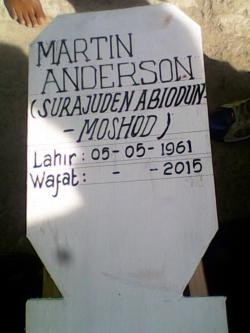 MARTIN
ANDERSON
(SURAJUDEN ABIODUN-
-MOSHOD)
Lahir : 05-05-1961
Wafat : - - 2015